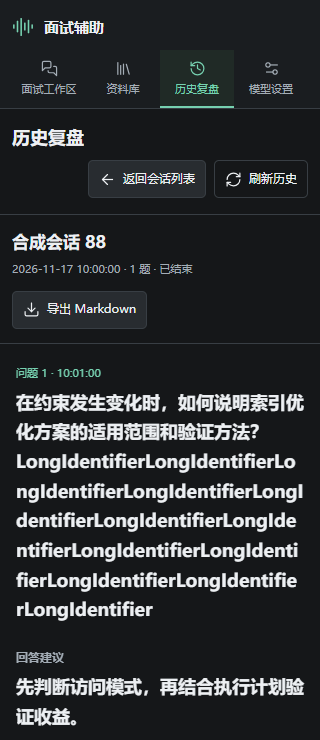 面试辅助
面试工作区
资料库
历史复盘
模型设置
历史复盘
返回会话列表
刷新历史
合成会话 88
2026-11-17 10:00:00 · 1 题 · 已结束
导出 Markdown
问题 1 · 10:01:00
在约束发生变化时，如何说明索引优
化方案的适用范围和验证方法？
LongIdentifierLongIdentifierLo
ngIdentifierLongIdentifierLongI
dentifierLongIdentifierLongIde
ntifierLongIdentifierLongIdenti
fierLongIdentifierLongIdentifie
rLongIdentifier
回答建议
先判断访问模式，再结合执行计划验
证收益。